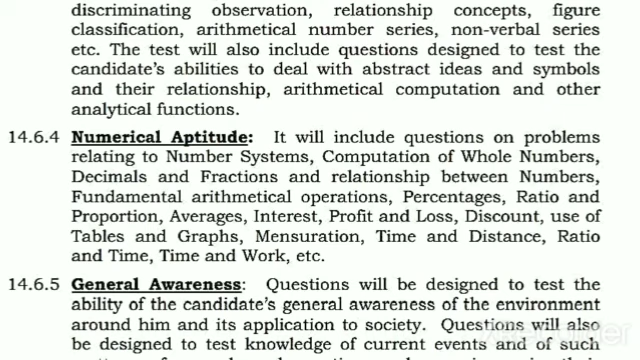 discriminating observation, relationship concepts, figure
classification, arithmetical number series, non-verbal series
etc. The test will also include questions designed to test the
candidate's abilities to deal with abstract ideas and symbols
and their relationship, arithmetical computation and other
analytical functions.
14.6.4 Numerical Aptitude: It will include questions on problems
relating to Number Systems, Computation of Whole Numbers,
Decimals and Fractions and relationship between Numbers,
Fundamental arithmetical operations, Percentages, Ratio and
Proportion, Averages, Interest, Profit and Loss, Discount, use of
Tables and Graphs, Mensuration, Time and Distance, Ratio
and Time, Time and Work, etc.
14.6.5 General Awareness: Questions will be designed to test the
ability of the candidate's general awareness of the environment
around him and its application to society. Questions will also
be designed to test knowledge of current events and of such